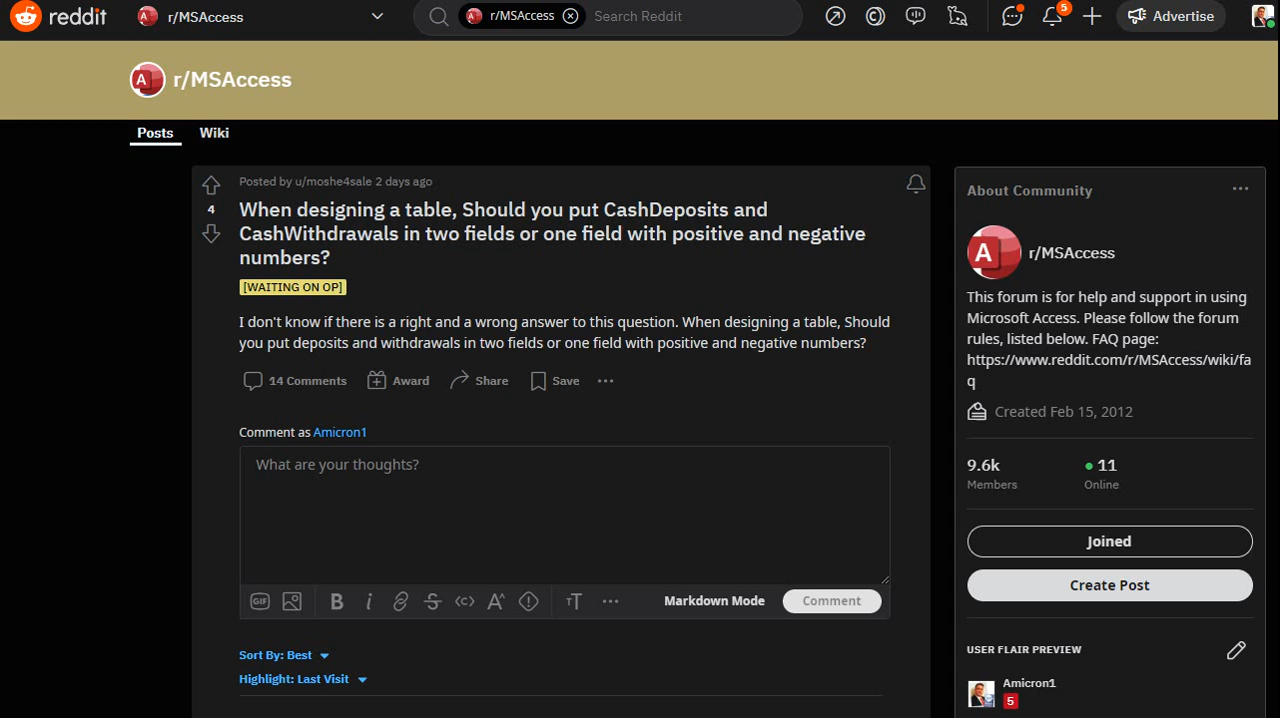 reddit
r/MSAccess
r/MSAccess
Search Reddit
5
Advertise
A
r/MSAccess
Posts
Wiki
Posted by u/moshe4sale 2 days ago
4
When designing a table, Should you put CashDeposits and
CashWithdrawals in two fields or one field with positive and negative
numbers?
[WAITING ON OP]
I don't know if there is a right and a wrong answer to this question. When designing a table, Should
you put deposits and withdrawals in two fields or one field with positive and negative numbers?
14 Comments
Award
Share
Save
Comment as Amicron1
What are your thoughts?
GIF
B
i
S
A
T
Markdown Mode
Comment
Sort By: Best
Highlight: Last Visit
About Community
A
r/MSAccess
This forum is for help and support in using
Microsoft Access. Please follow the forum
rules, listed below. FAQ page:
https://www.reddit.com/r/MSAccess/wiki/fa
q
Created Feb 15, 2012
9.6k
Members
11
Online
Joined
Create Post
USER FLAIR PREVIEW
Amicron1
5